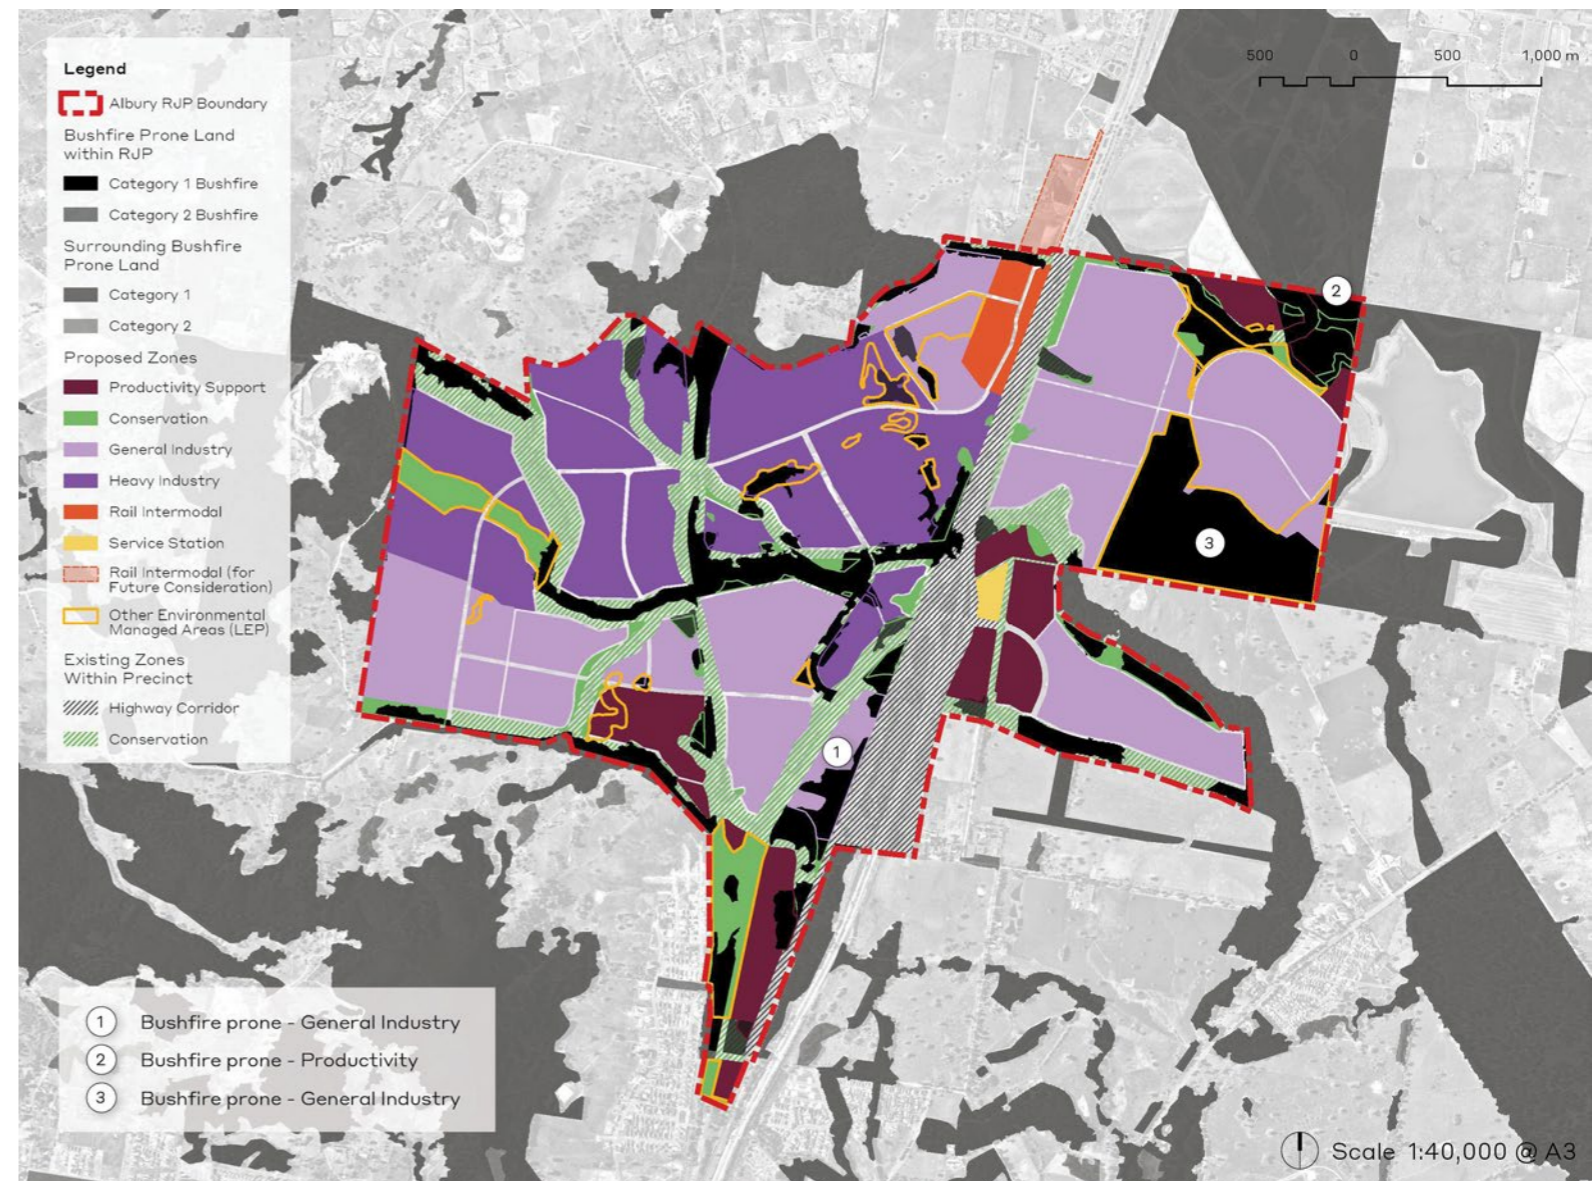 Legend
Albury RJP Boundary
Bushfire Prone Land
within RJP
Category 1 Bushfire
Category 2 Bushfire
Surrounding Bushfire
Prone Land
Category 1
Category 2
Proposed Zones
Productivity Support
Conservation
General Industry
Heavy Industry
Rail Intermodal
Service Station
Rail Intermodal (for
Future Consideration)
Other Environmental
Managed Areas (LEP)
Existing Zones
Within Precinct
Highway Corridor
Conservation
500 0 500 1,000 m
2
3
1
1 Bushfire prone - General Industry
2 Bushfire prone - Productivity
3 Bushfire prone - General Industry
Scale 1:40,000 @ A3